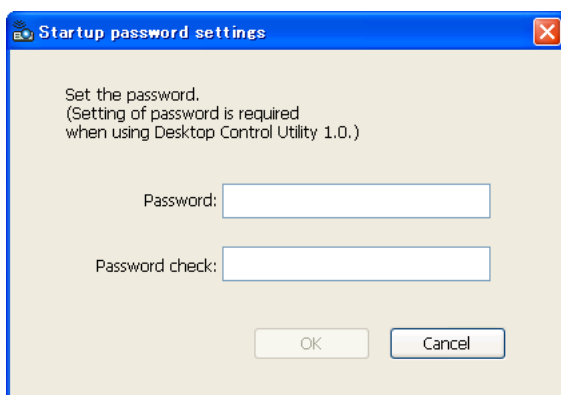 Startup password settings
Set the password.
(Setting of password is required
when using Desktop Control Utility 1.0.)
Password:
Password check:
OK
Cancel